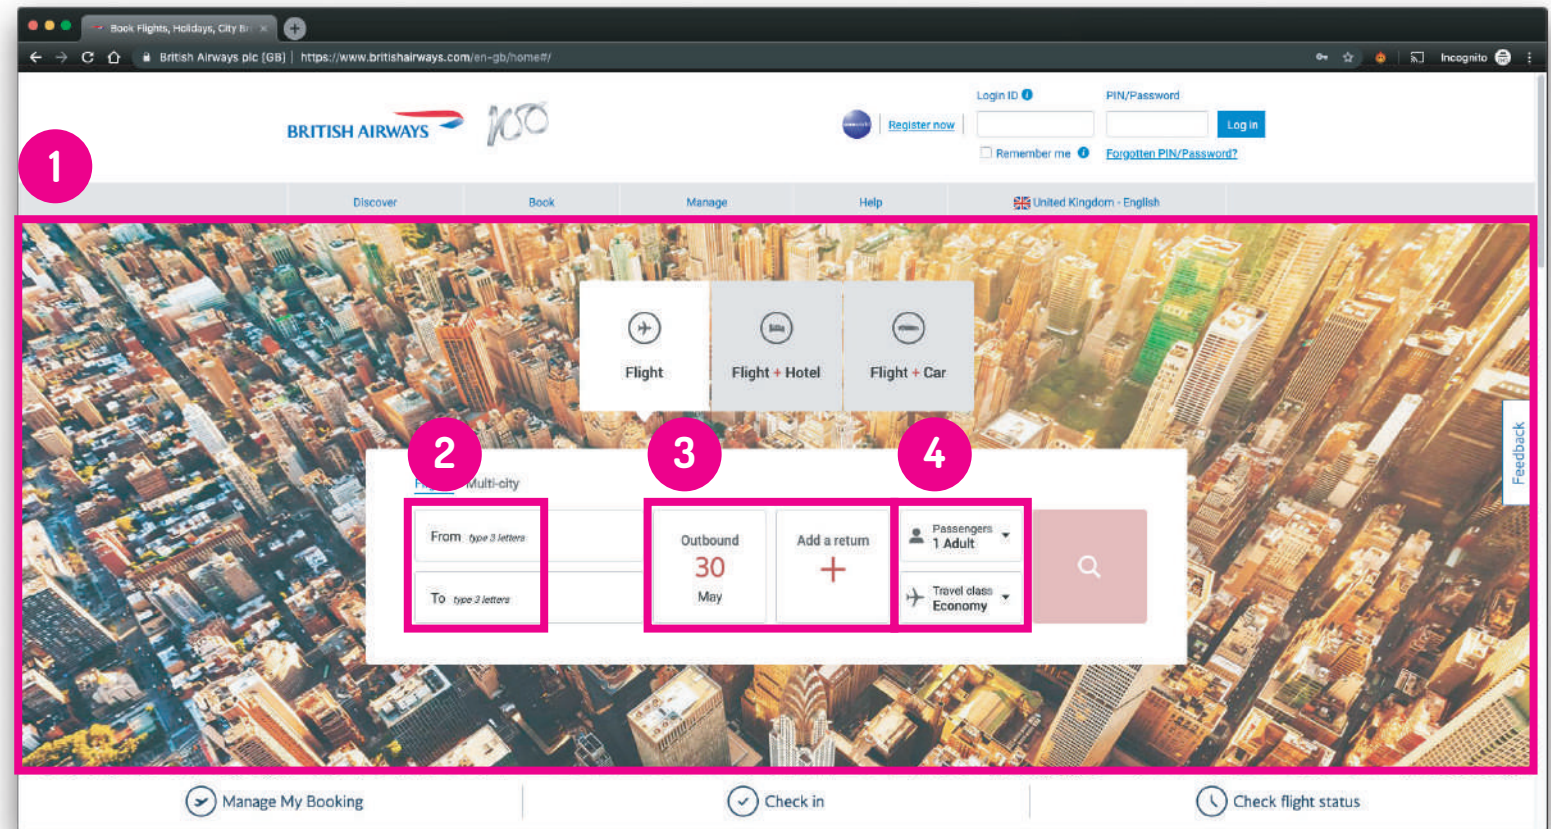 Book Flights, Holidays, City Br
British Airways plc [GB] | https://www.britishairways.com/en-gb/home#/
Incognito
BRITISH AIRWAYS
100
Register now
Login ID
PIN/Password
Log in
Remember me
Forgotten PIN/Password?
1
Discover
Book
Manage
Help
United Kingdom - English
Flight
Flight + Hotel
Flight + Car
Feedback
2
3
4
Multi-city
From type 3 letters
To type 3 letters
Outbound
30
May
Add a return
Passengers
1 Adult
Travel class
Economy
Manage My Booking
Check in
Check flight status